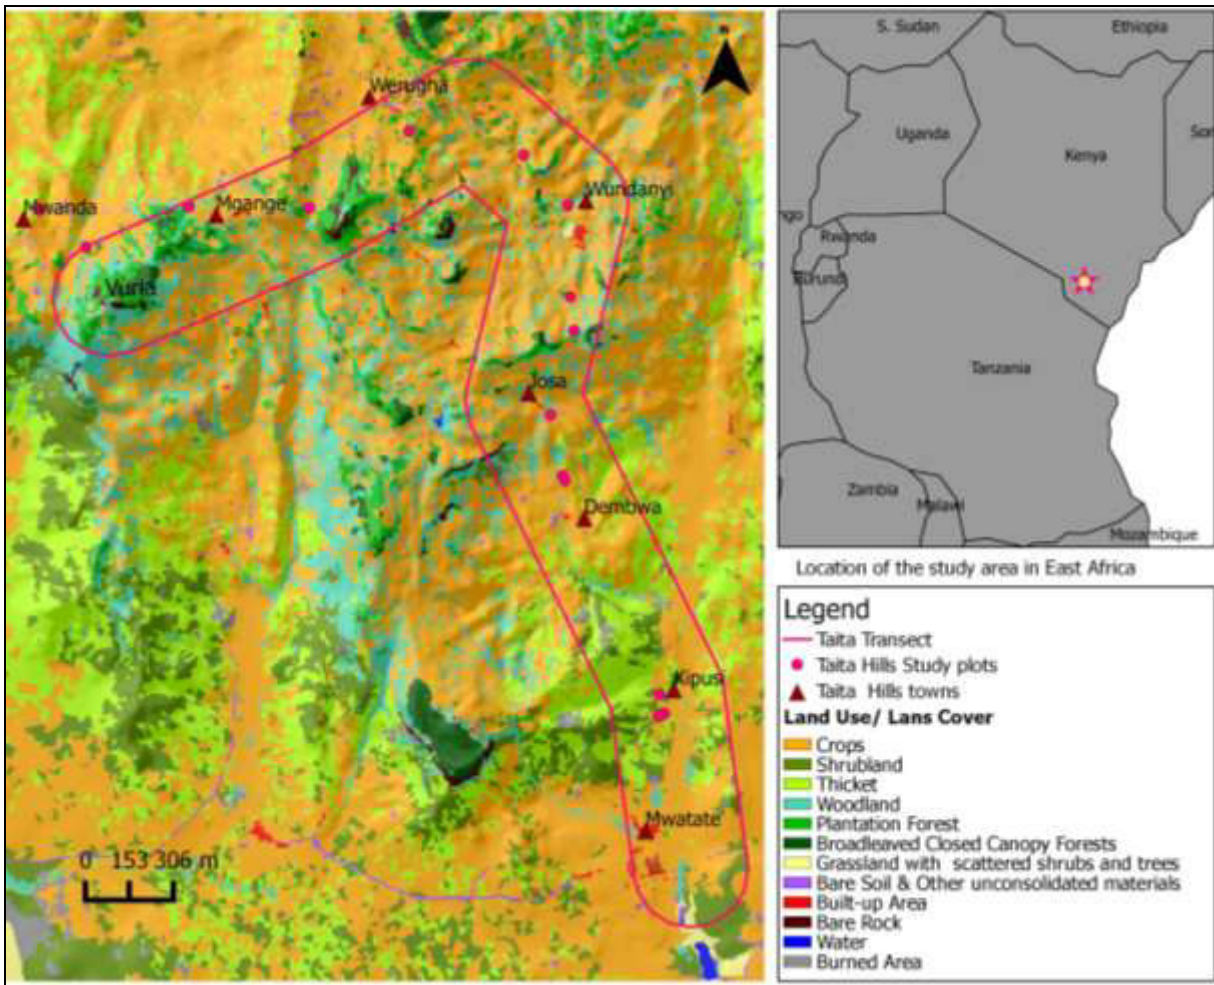 Werugha
Mwanda
Mgange
Wundanyi
Vuria
Josa
Dembwa
Kipusi
Mwatate
0 153 306 m
S. Sudan
Ethiopia
Uganda
Kenya
Som
ngo
Rwanda
Burundi
Tanzania
Zambia
Malawi
Mozambique
Location of the study area in East Africa
Legend
Taita Transect
Taita Hills Study plots
Taita Hills towns
Land Use/ Lans Cover
Crops
Shrubland
Thicket
Woodland
Plantation Forest
Broadleaved Closed Canopy Forests
Grassland with scattered shrubs and trees
Bare Soil & Other unconsolidated materials
Built-up Area
Bare Rock
Water
Burned Area